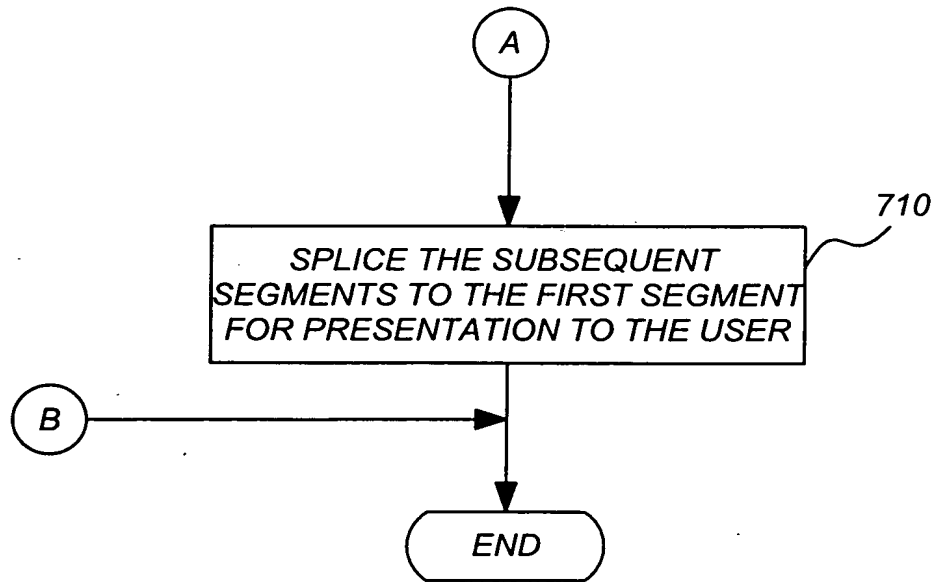 A
710
SPLICE THE SUBSEQUENT
SEGMENTS TO THE FIRST SEGMENT
FOR PRESENTATION TO THE USER
B
END